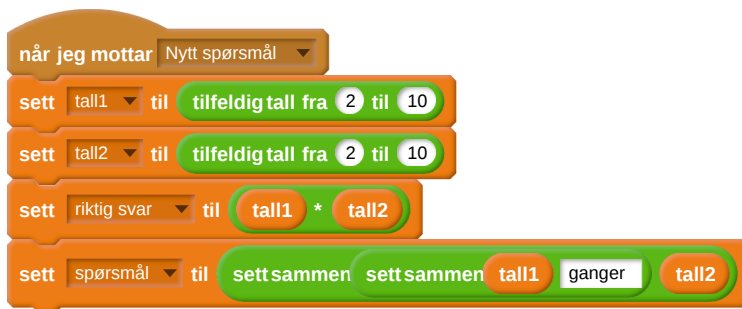 når jeg mottar Nytt spørsmål
sett tall1 til tilfeldig tall fra 2 til 10
sett tall2 til tilfeldig tall fra 2 til 10
sett riktig svar til tall1 * tall2
sett spørsmål til sett sammen sett sammen tall1 ganger tall2